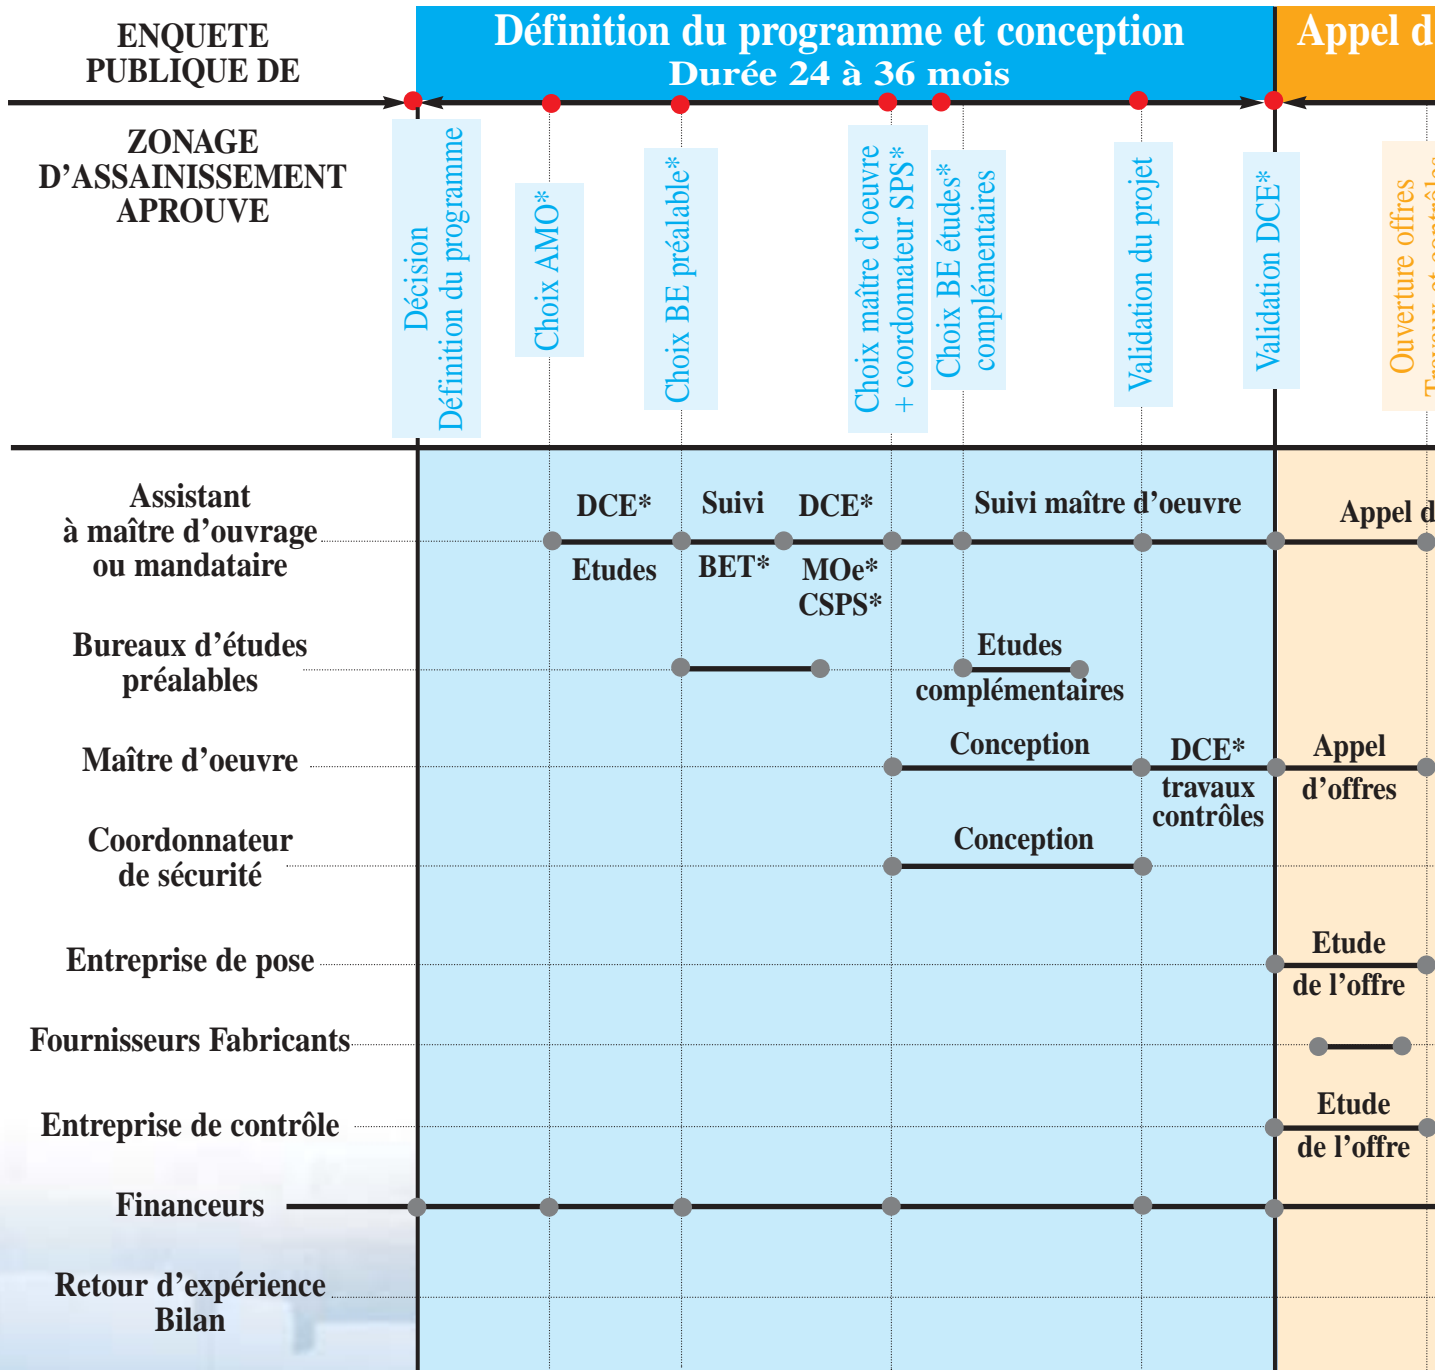 ENQUETE
PUBLIQUE DE
Définition du programme et conception
Durée 24 à 36 mois
Appel d
ZONAGE
D’ASSAINISSEMENT
APROUVE
Décision
Définition du programme
Choix AMO*
Choix BE préalable*
Choix maître d’oeuvre
+ coordonnateur SPS*
Choix BE études*
complémentaires
Validation du projet
Validation DCE*
Ouverture offres
Travaux et contrôles
Assistant
à maître d’ouvrage
ou mandataire
DCE*
Etudes
Suivi
BET*
DCE*
MOe*
CSPS*
Suivi maître d’oeuvre
Appel d
Bureaux d’études
préalables
Etudes
complémentaires
Maître d’oeuvre
Conception
DCE*
travaux
contrôles
Appel
d’offres
Coordonnateur
de sécurité
Conception
Entreprise de pose
Etude
de l’offre
Fournisseurs Fabricants
Entreprise de contrôle
Etude
de l’offre
Financeurs
Retour d’expérience
Bilan